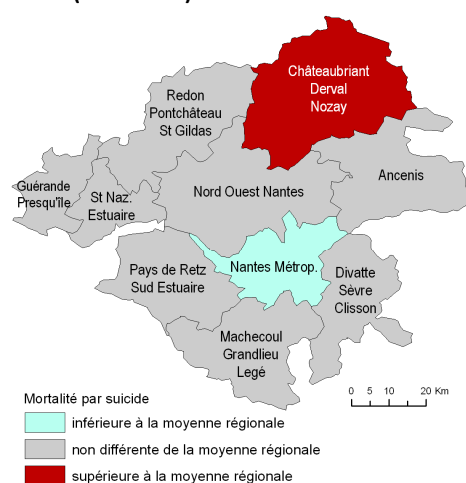 Châteaubriant
Derval
Nozay
Redon
Pontchâteau
St Gildas
Ancenis
Guérande
Presqu'île
St Naz.
Estuaire
Nord Ouest Nantes
Pays de Retz
Sud Estuaire
Nantes Métrop.
Divatte
Sèvre
Clisson
Machecoul
Grandlieu
Legé
0 5 10 20 Km
Mortalité par suicide
inférieure à la moyenne régionale
non différente de la moyenne régionale
supérieure à la moyenne régionale